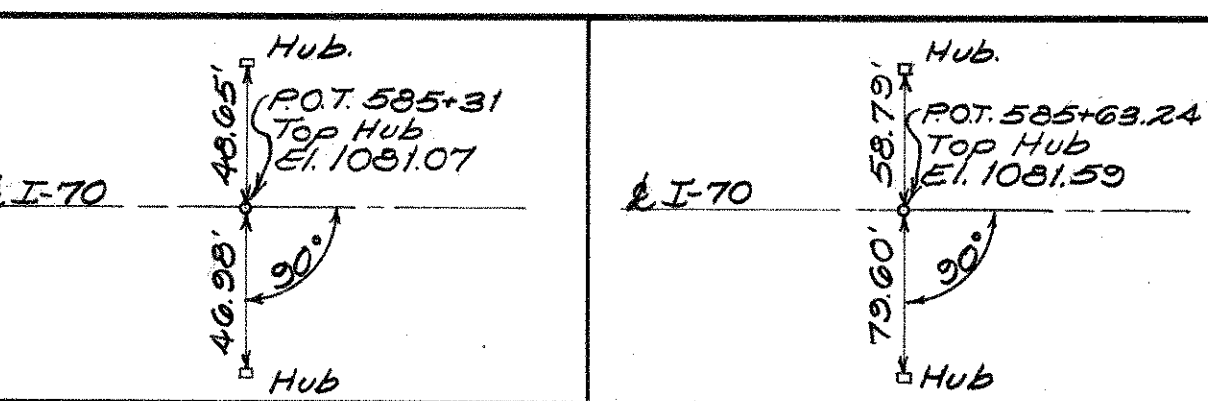 Hub.
48.65'
P.O.T. 585+31
Top Hub
El. 1081.07
℄ I-70
46.98'
90°
Hub
Hub.
58.79'
P.O.T. 585+63.24
Top Hub
El. 1081.59
℄ I-70
79.60'
90°
Hub